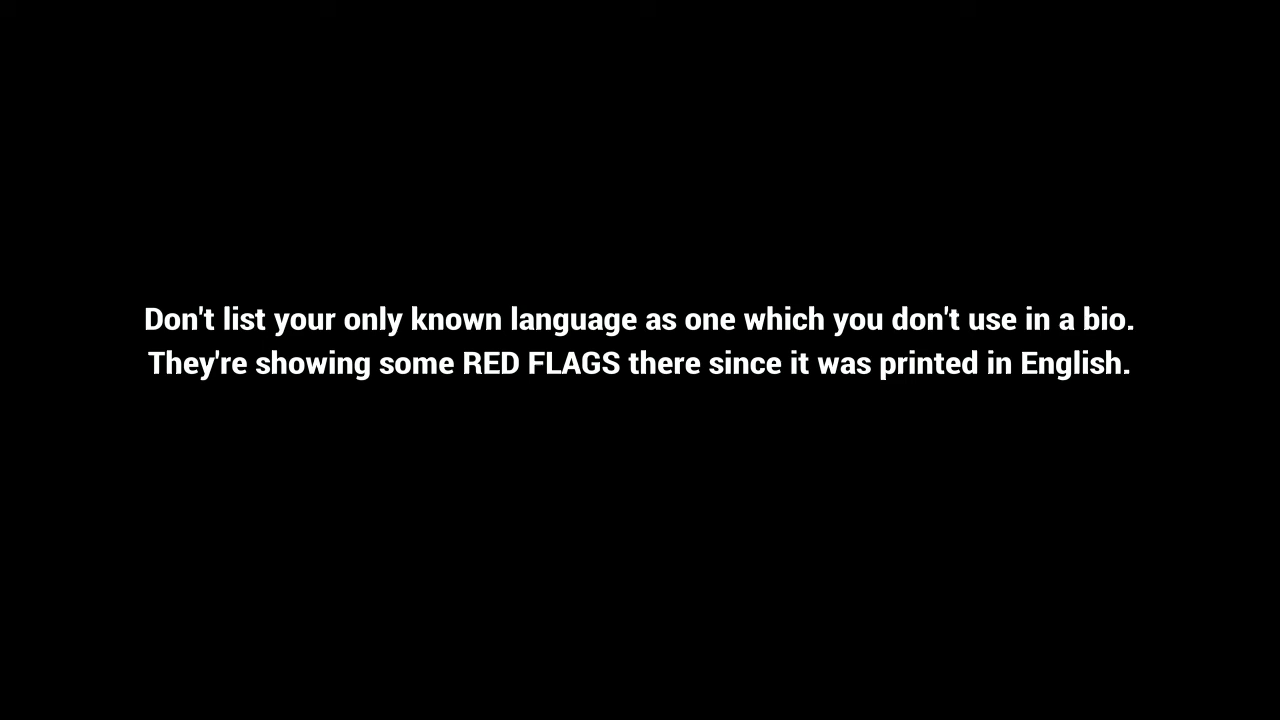 Don't list your only known language as one which you don't use in a bio.
They're showing some RED FLAGS there since it was printed in English.